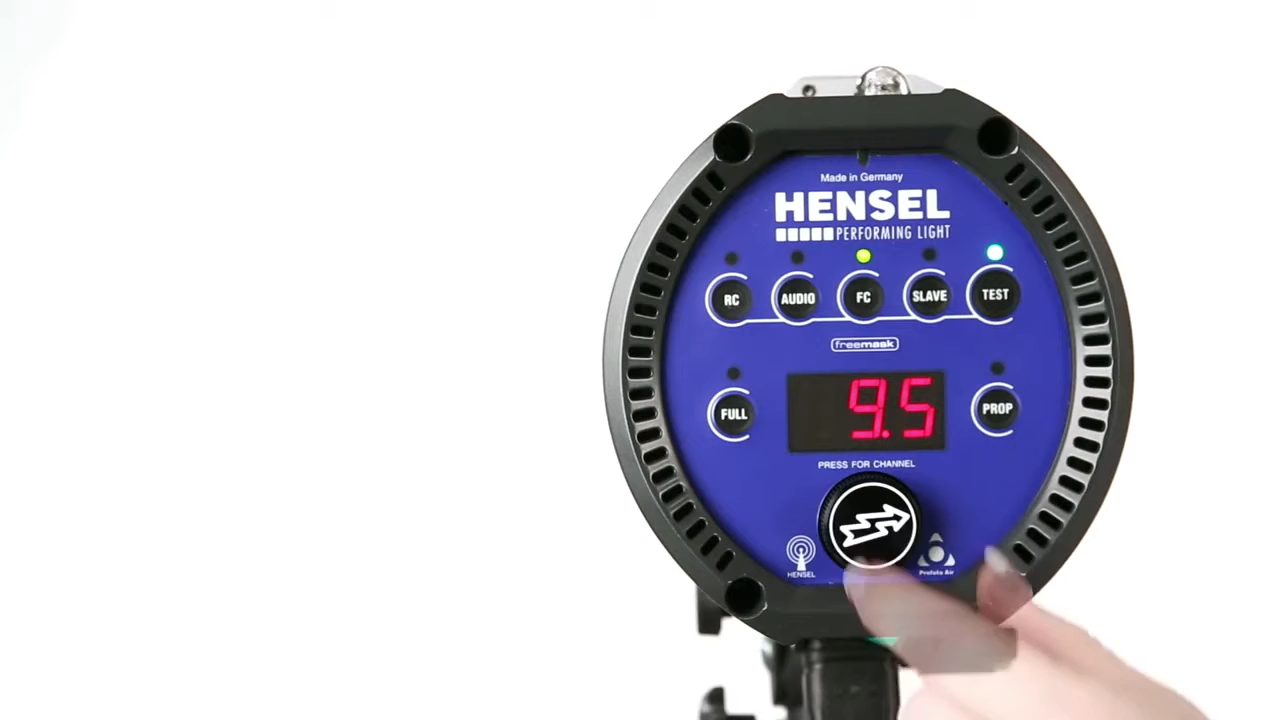 Made in Germany
HENSEL
PERFORMING LIGHT
RC AUDIO FC SLAVE TEST
freemask
FULL 9.5 PROP
PRESS FOR CHANNEL
HENSEL Profoto Air